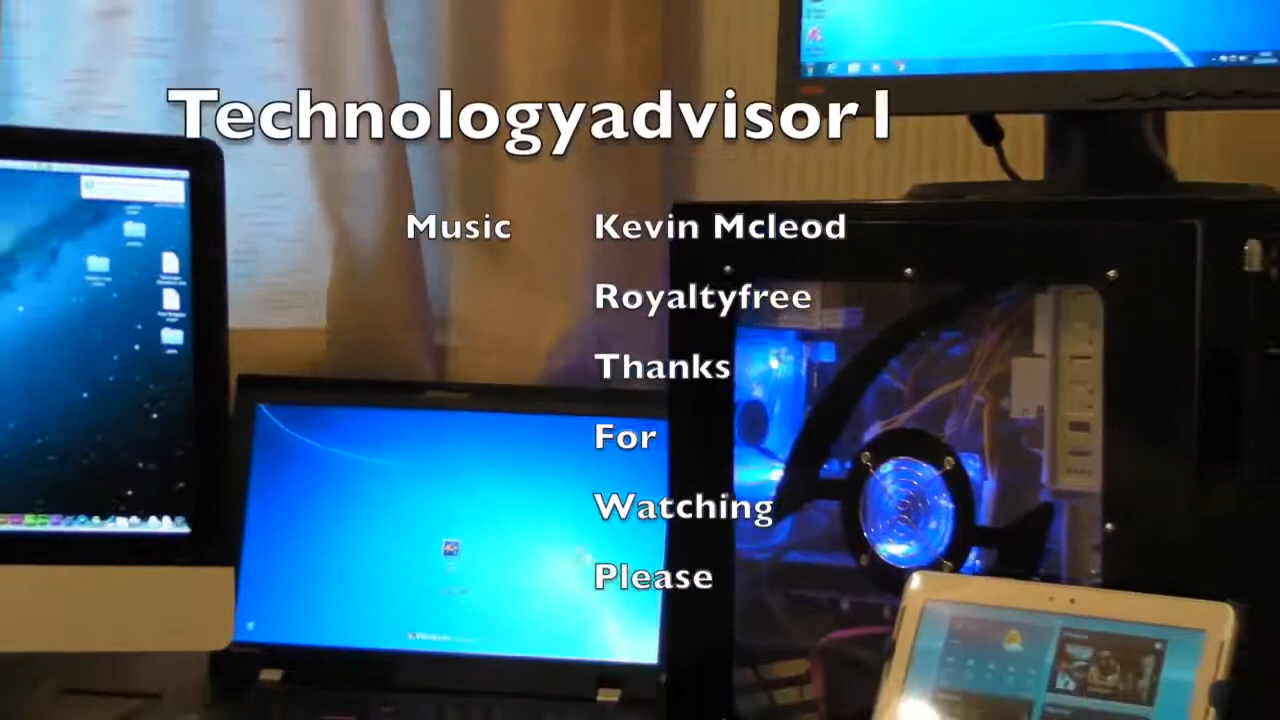 Technologyadvisor1
Music Kevin Mcleod
Royaltyfree
Thanks
For
Watching
Please